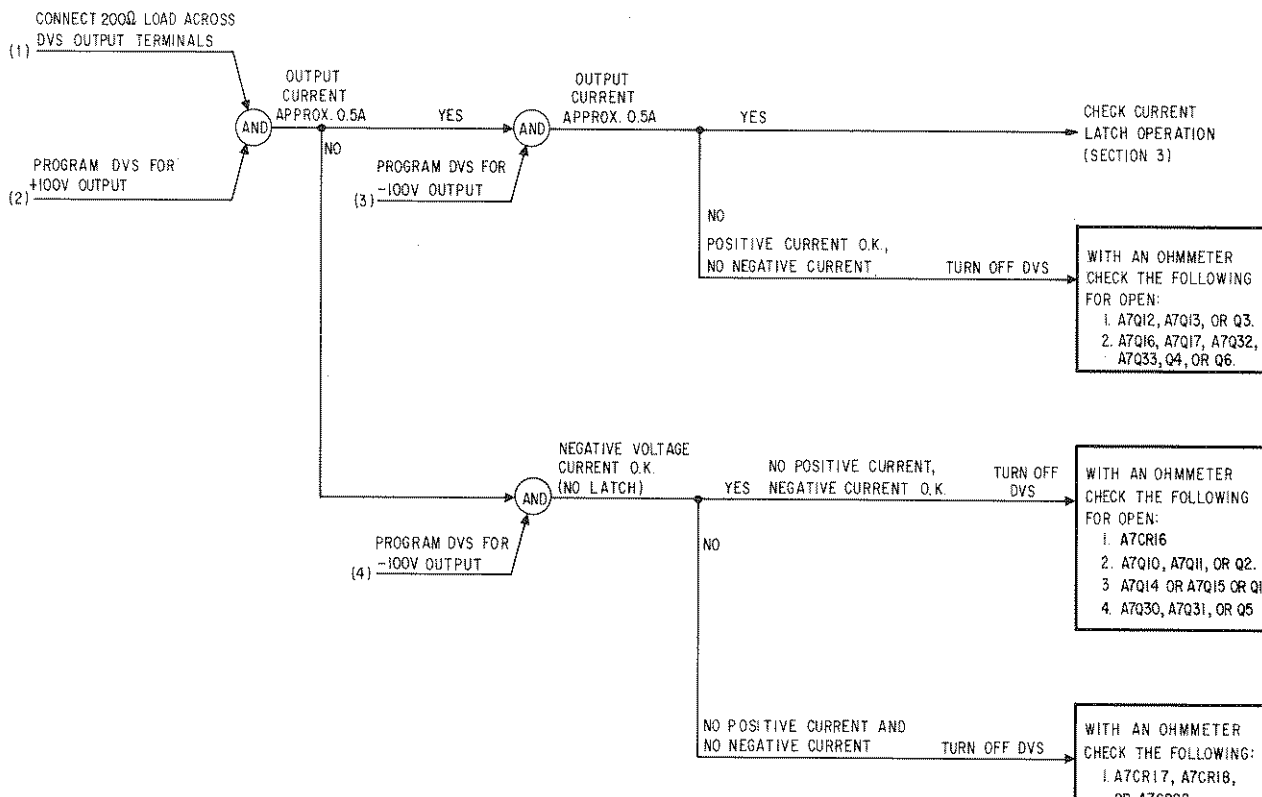 CONNECT 200Ω LOAD ACROSS
(1) DVS OUTPUT TERMINALS
OUTPUT
CURRENT
APPROX. 0.5A
AND
YES
NO
PROGRAM DVS FOR
+100V OUTPUT
(2)
OUTPUT
CURRENT
APPROX. 0.5A
AND
YES
PROGRAM DVS FOR
(3) -100V OUTPUT
CHECK CURRENT
LATCH OPERATION
(SECTION 3)
NO
POSITIVE CURRENT O.K.,
NO NEGATIVE CURRENT
TURN OFF DVS
WITH AN OHMMETER
CHECK THE FOLLOWING
FOR OPEN:
1. A7Q12, A7Q13, OR Q3.
2. A7Q16, A7Q17, A7Q32,
A7Q33, Q4, OR Q6.
NEGATIVE VOLTAGE
CURRENT O.K.
(NO LATCH)
AND
PROGRAM DVS FOR
(4) -100V OUTPUT
YES
NO POSITIVE CURRENT,
NEGATIVE CURRENT O.K.
TURN OFF
DVS
WITH AN OHMMETER
CHECK THE FOLLOWING
FOR OPEN:
1. A7CR16
2. A7Q10, A7Q11, OR Q2.
3 A7Q14 OR A7Q15 OR Q1
4. A7Q30, A7Q31, OR Q5
NO
NO POSITIVE CURRENT AND
NO NEGATIVE CURRENT
TURN OFF DVS
WITH AN OHMMETER
CHECK THE FOLLOWING:
1. A7CR17, A7CR18,